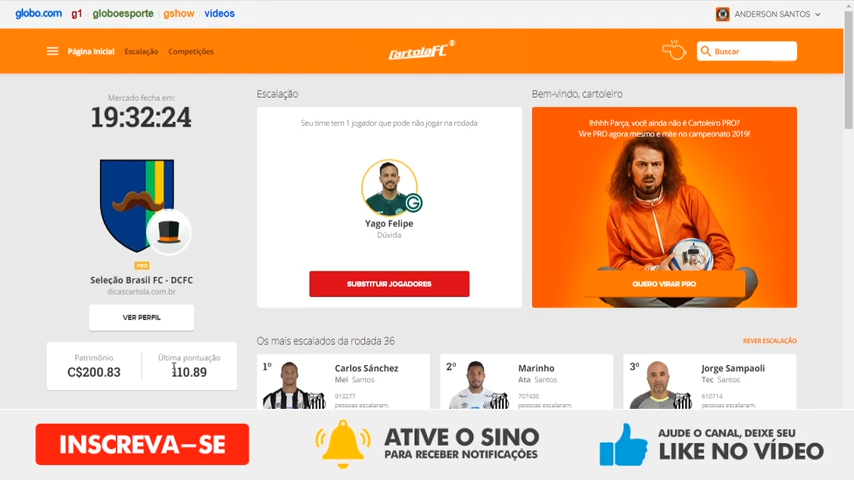 globo.com g1 globoesporte gshow vídeos
ANDERSON SANTOS
Página Inicial Escalação Competições
CartolaFC
Buscar
Mercado fecha em:
19:32:24
PRO
Seleção Brasil FC - DCFC
dicascartola.com.br
VER PERFIL
Patrimônio
C$200.83
Última pontuação
110.89
Escalação
Seu time tem 1 jogador que pode não jogar na rodada
G
Yago Felipe
Dúvida
SUBSTITUIR JOGADORES
Bem-vindo, cartoleiro
Ihhhh Parça, você ainda não é Cartoleiro PRO?
Vire PRO agora mesmo e mite no campeonato 2019!
QUERO VIRAR PRO
Os mais escalados da rodada 36
REVER ESCALAÇÃO
1º
Carlos Sánchez
Mei Santos
913277
pessoas escalaram.
2º
Marinho
Ata Santos
707430
pessoas escalaram.
3º
Jorge Sampaoli
Tec Santos
610714
pessoas escalaram.
INSCREVA-SE
ATIVE O SINO
PARA RECEBER NOTIFICAÇÕES
AJUDE O CANAL, DEIXE SEU
LIKE NO VÍDEO